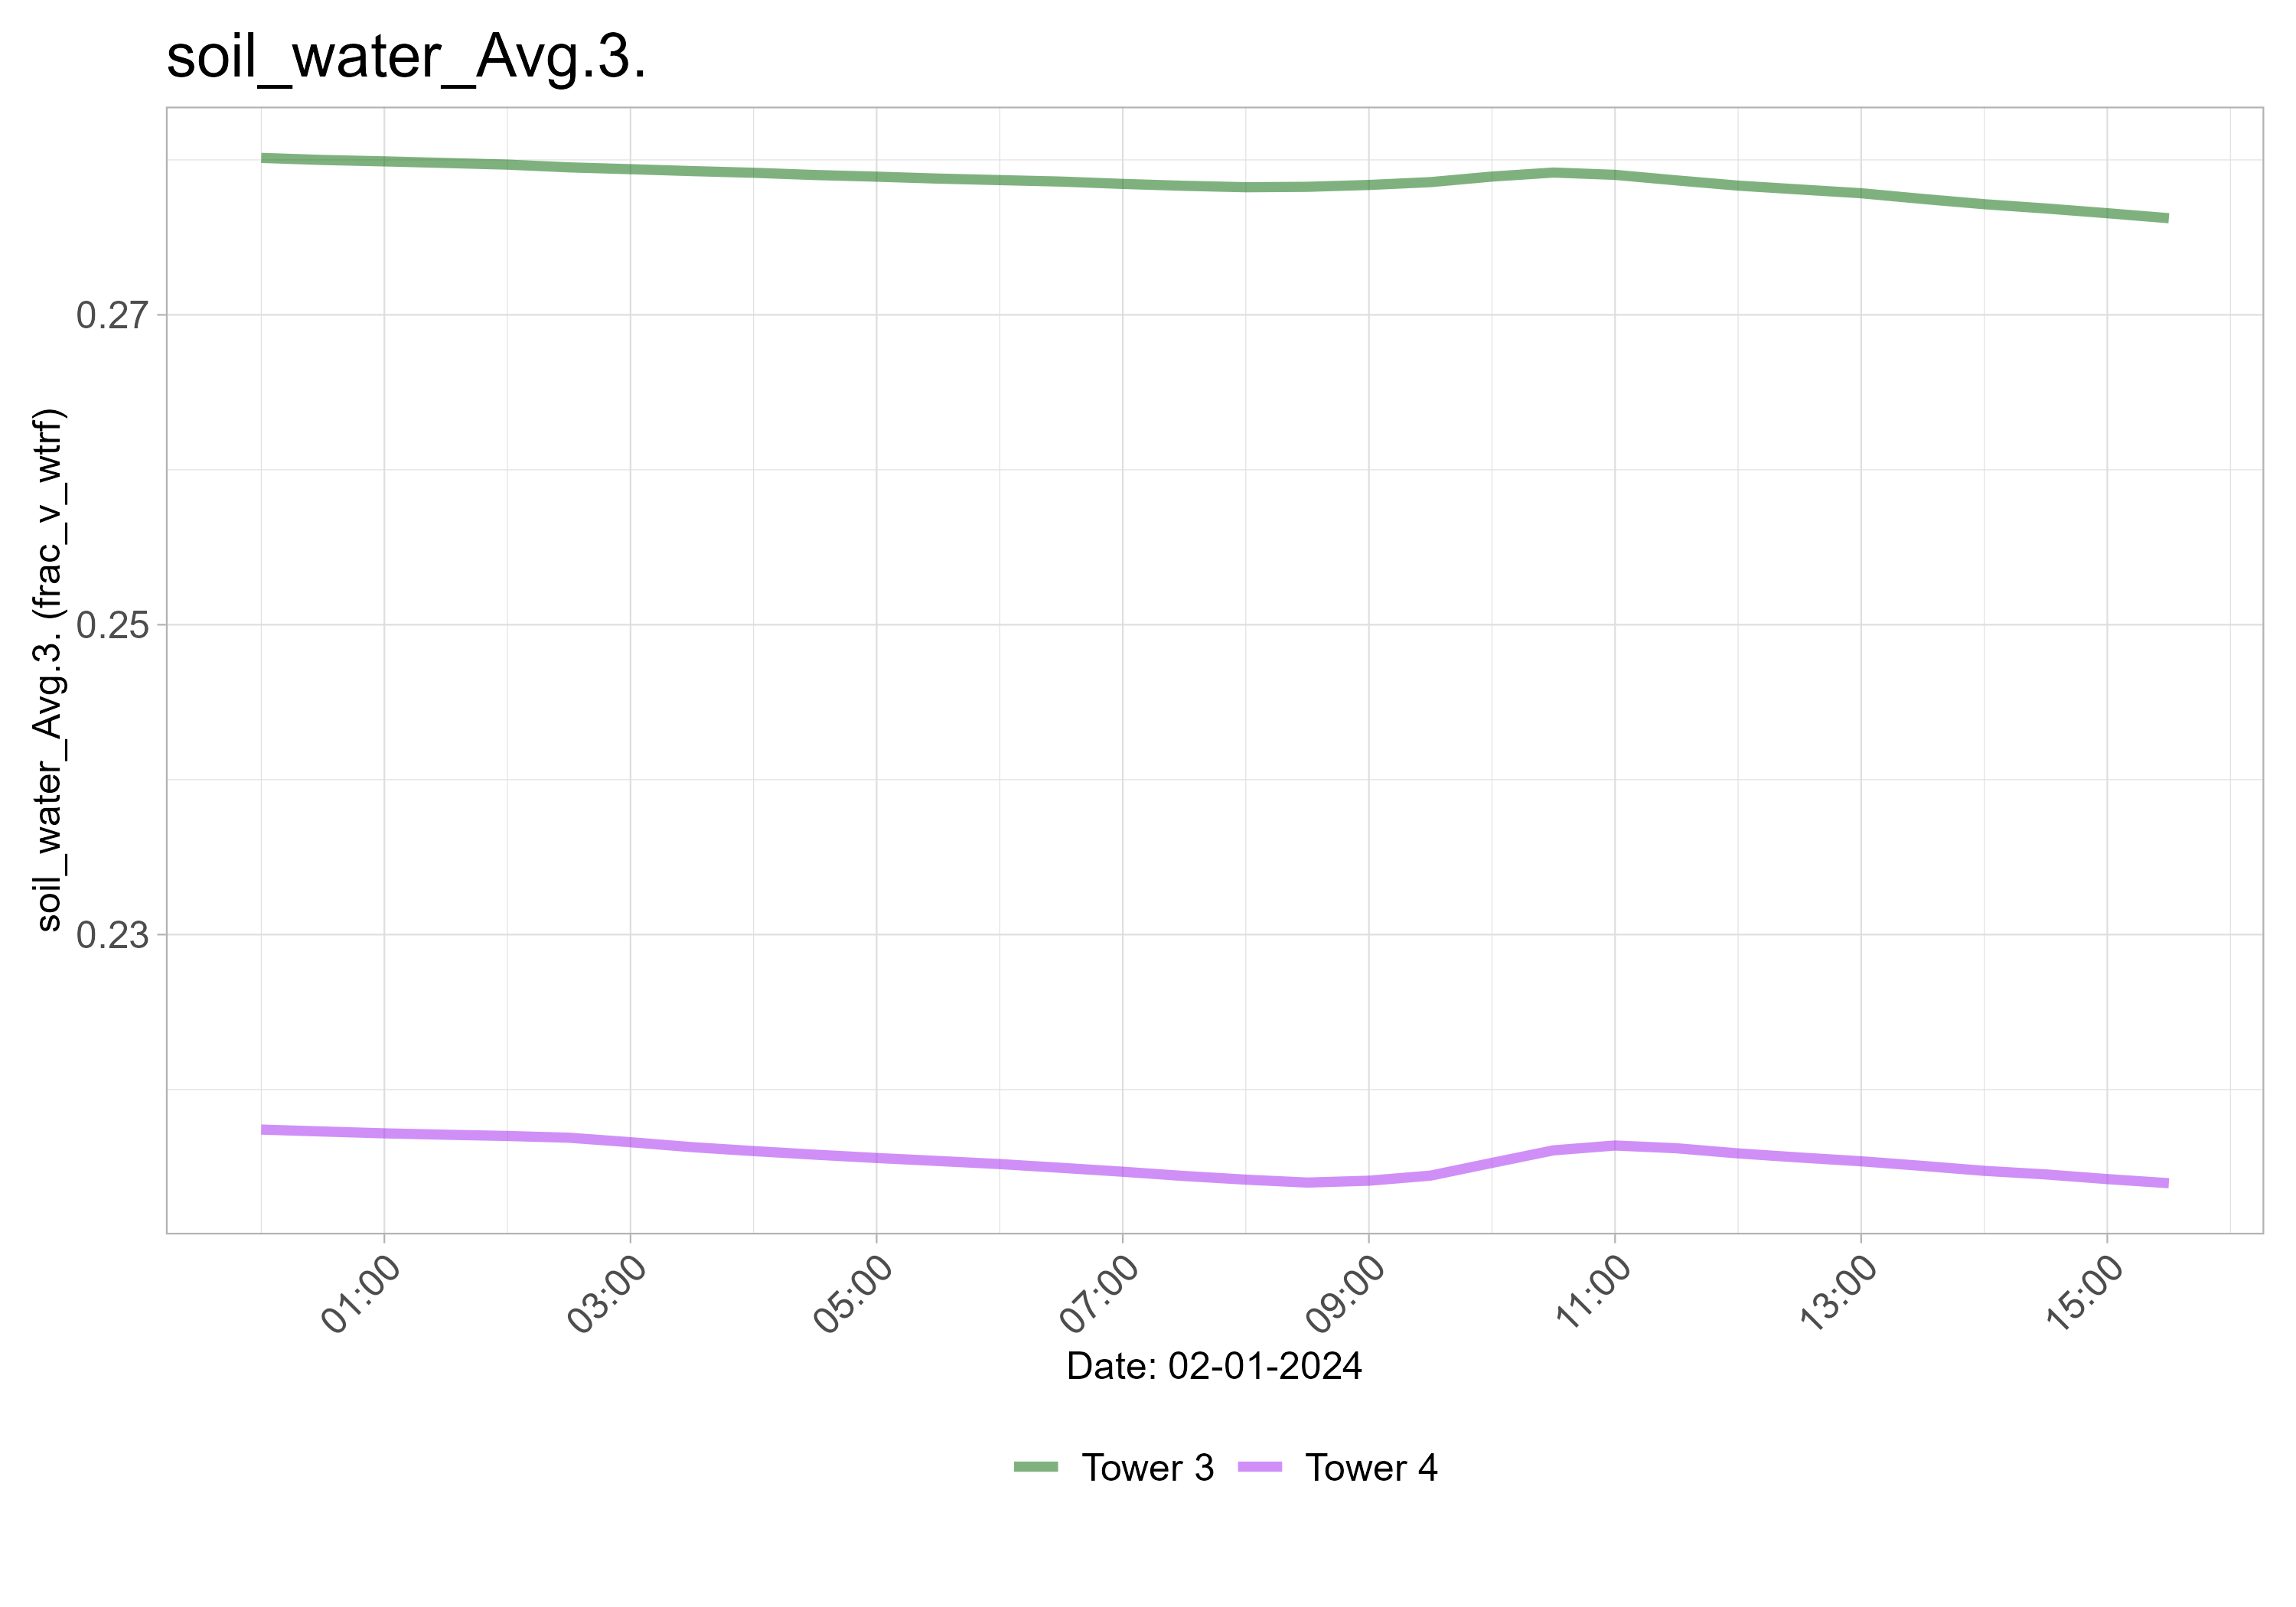 soil_water_Avg.3.
soil_water_Avg.3. (frac_v_wtrf)
0.27
0.25
0.23
01:00
03:00
05:00
07:00
09:00
11:00
13:00
15:00
Date: 02-01-2024
Tower 3
Tower 4